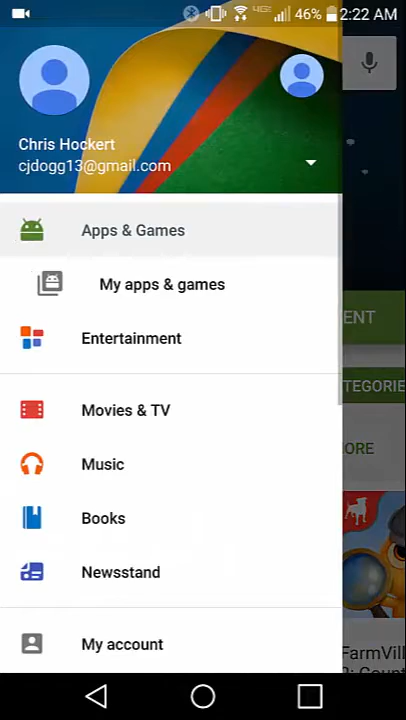 4G 46% 2:22 AM
Chris Hockert
cjdogg13@gmail.com
Apps & Games
My apps & games
Entertainment
ENT
Movies & TV
TEGORIE
Music
ORE
Books
Newsstand
My account
FarmVill